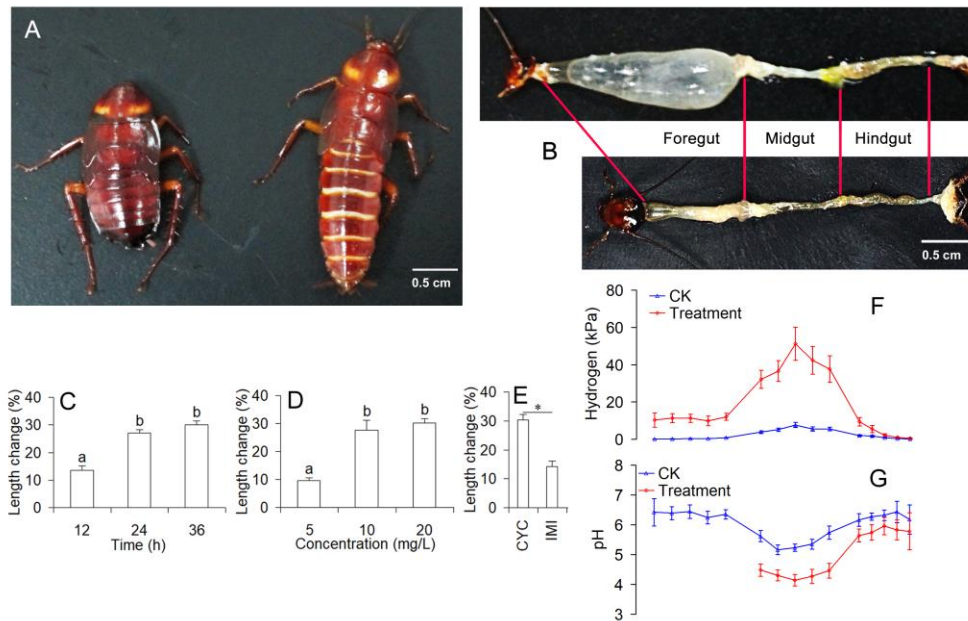 A
0.5 cm
B
Foregut
Midgut
Hindgut
0.5 cm
C
Length change (%)
40
30
20
10
0
a
b
b
12
24
36
Time (h)
D
Length change (%)
40
30
20
10
0
a
b
b
5
10
20
Concentration (mg/L)
E
Length change (%)
40
30
20
10
0
*
CYC
IMI
F
CK
Treatment
Hydrogen (kPa)
80
60
40
20
0
G
CK
Treatment
pH
8
7
6
5
4
3